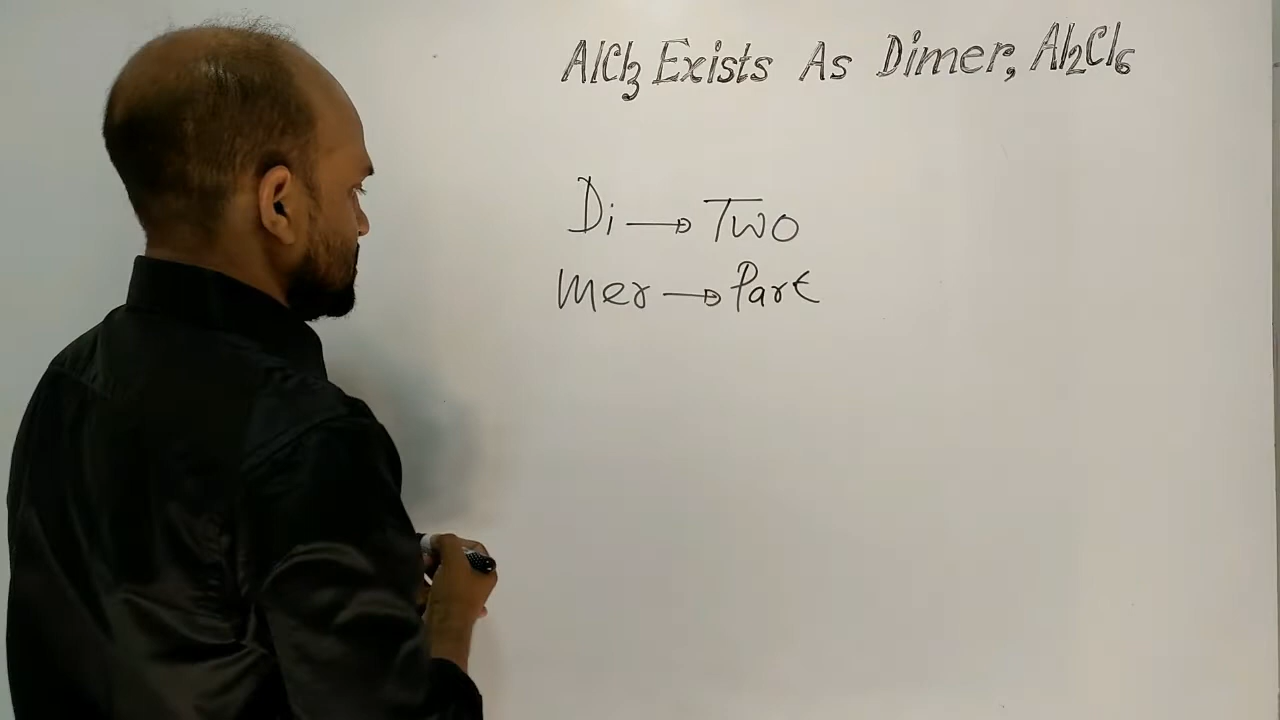 AlCl₃ Exists As Dimer, Al₂Cl₆
Di → Two
Mer → Part